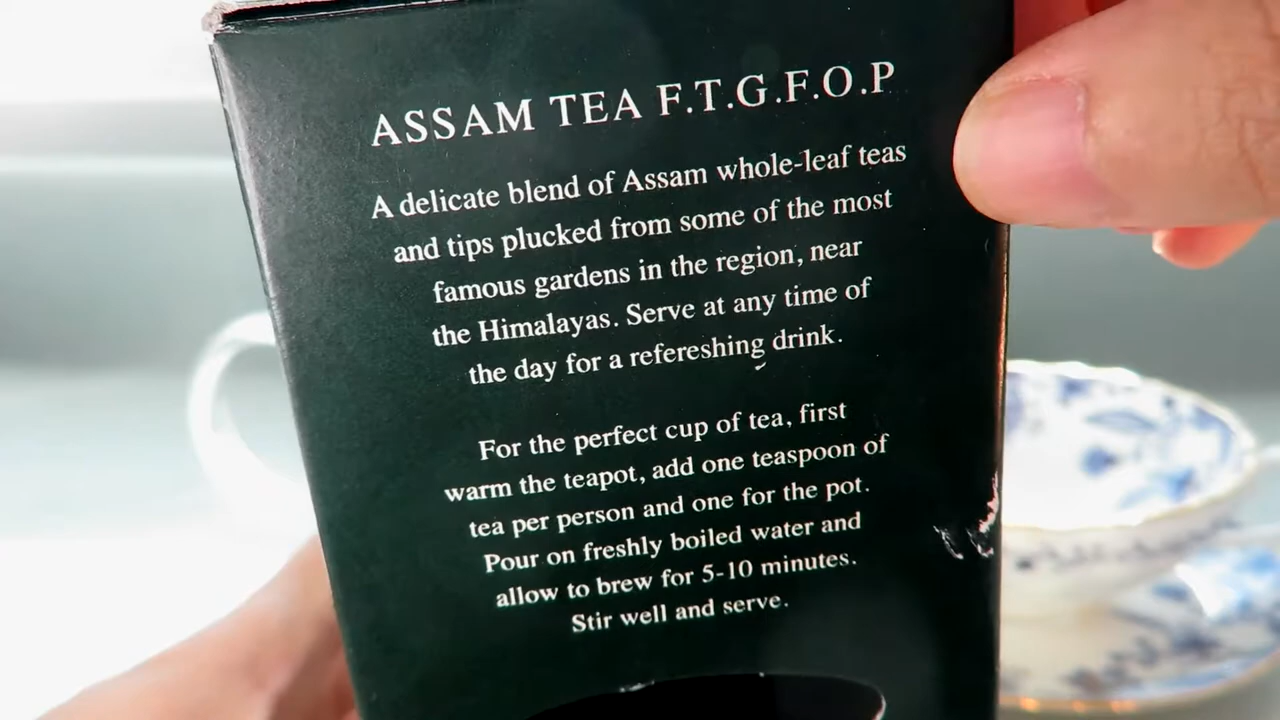 ASSAM TEA F.T.G.F.O.P
A delicate blend of Assam whole-leaf teas
and tips plucked from some of the most
famous gardens in the region, near
the Himalayas. Serve at any time of
the day for a refereshing drink.
For the perfect cup of tea, first
warm the teapot, add one teaspoon of
tea per person and one for the pot.
Pour on freshly boiled water and
allow to brew for 5-10 minutes.
Stir well and serve.